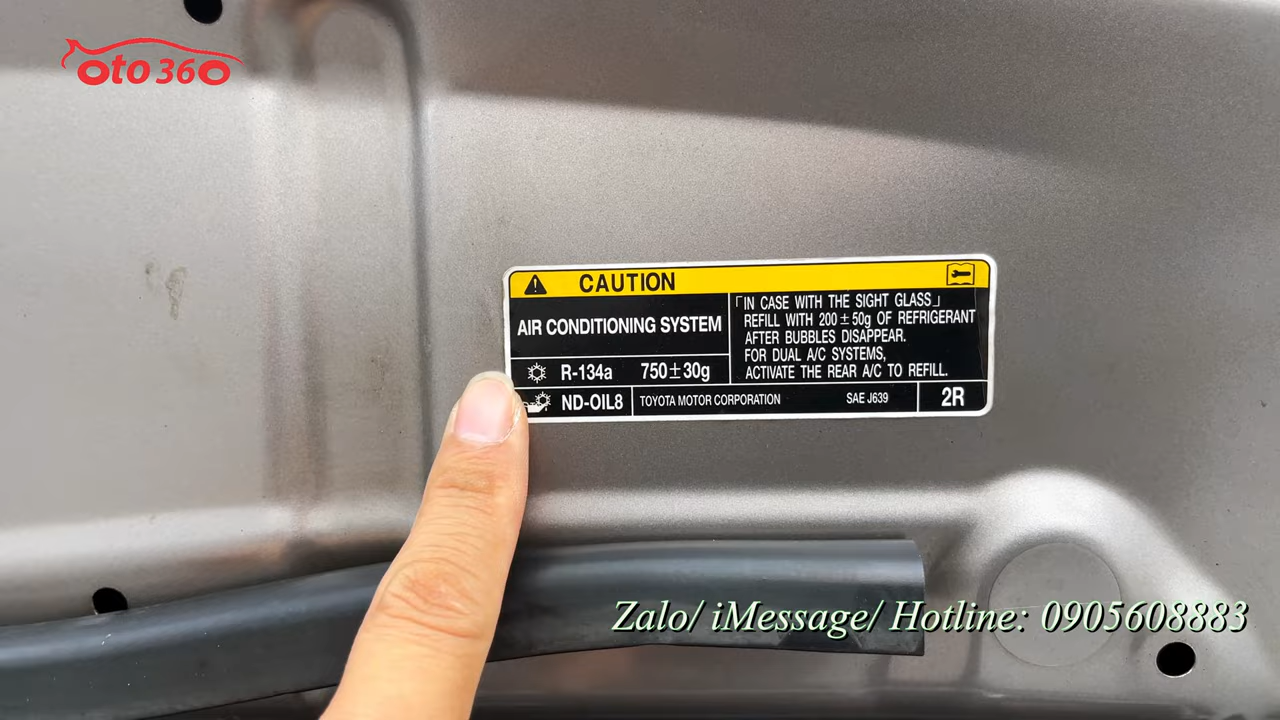 oto 360
CAUTION
AIR CONDITIONING SYSTEM
R-134a 750±30g
ND-OIL8
「IN CASE WITH THE SIGHT GLASS」
REFILL WITH 200±50g OF REFRIGERANT
AFTER BUBBLES DISAPPEAR.
FOR DUAL A/C SYSTEMS,
ACTIVATE THE REAR A/C TO REFILL.
TOYOTA MOTOR CORPORATION SAE J639 2R
Zalo/ iMessage/ Hotline: 0905608883